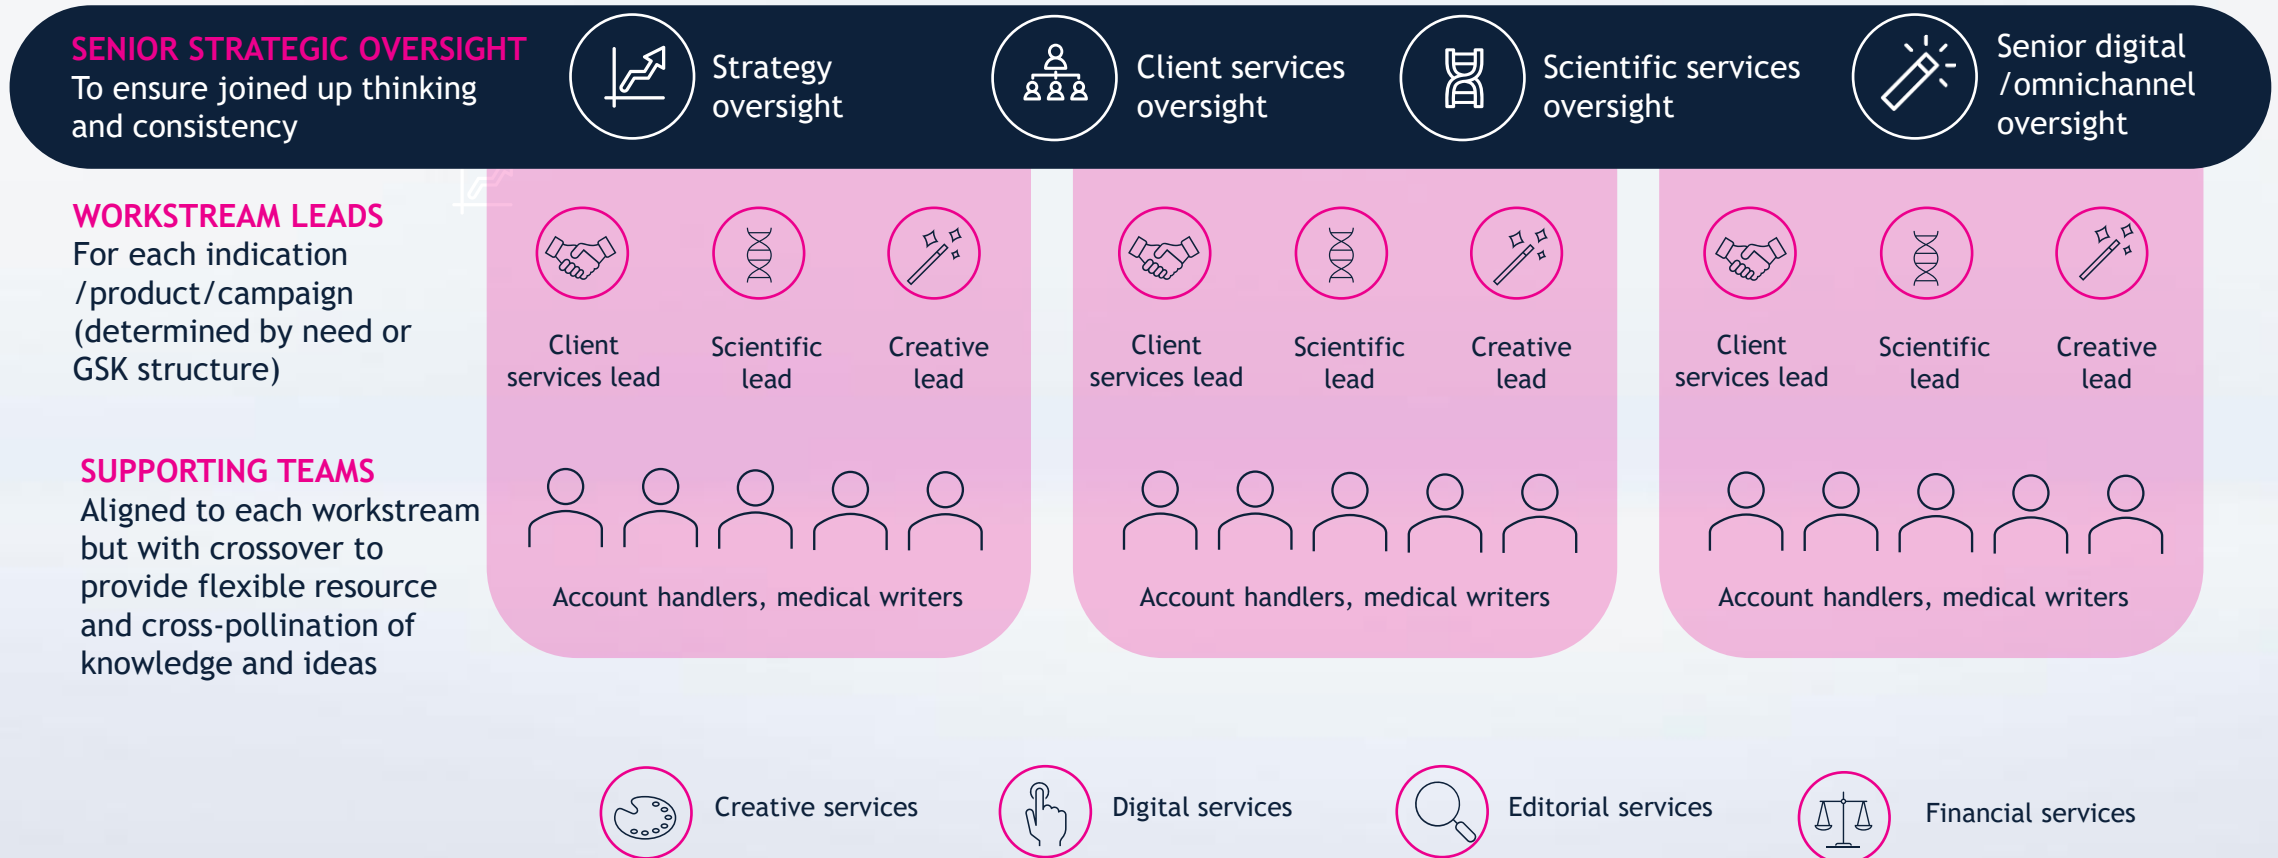 SENIOR STRATEGIC OVERSIGHT
To ensure joined up thinking
and consistency
Strategy
oversight
Client services
oversight
Scientific services
oversight
Senior digital
/omnichannel
oversight
WORKSTREAM LEADS
For each indication
/product/campaign
(determined by need or
GSK structure)
Client
services lead
Scientific
lead
Creative
lead
Client
services lead
Scientific
lead
Creative
lead
Client
services lead
Scientific
lead
Creative
lead
SUPPORTING TEAMS
Aligned to each workstream
but with crossover to
provide flexible resource
and cross-pollination of
knowledge and ideas
Account handlers, medical writers
Account handlers, medical writers
Account handlers, medical writers
Creative services
Digital services
Editorial services
Financial services